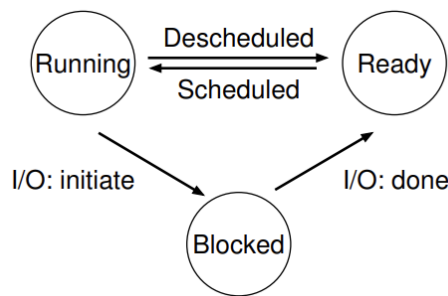 Descheduled
Running
Ready
Scheduled
I/O: initiate
I/O: done
Blocked